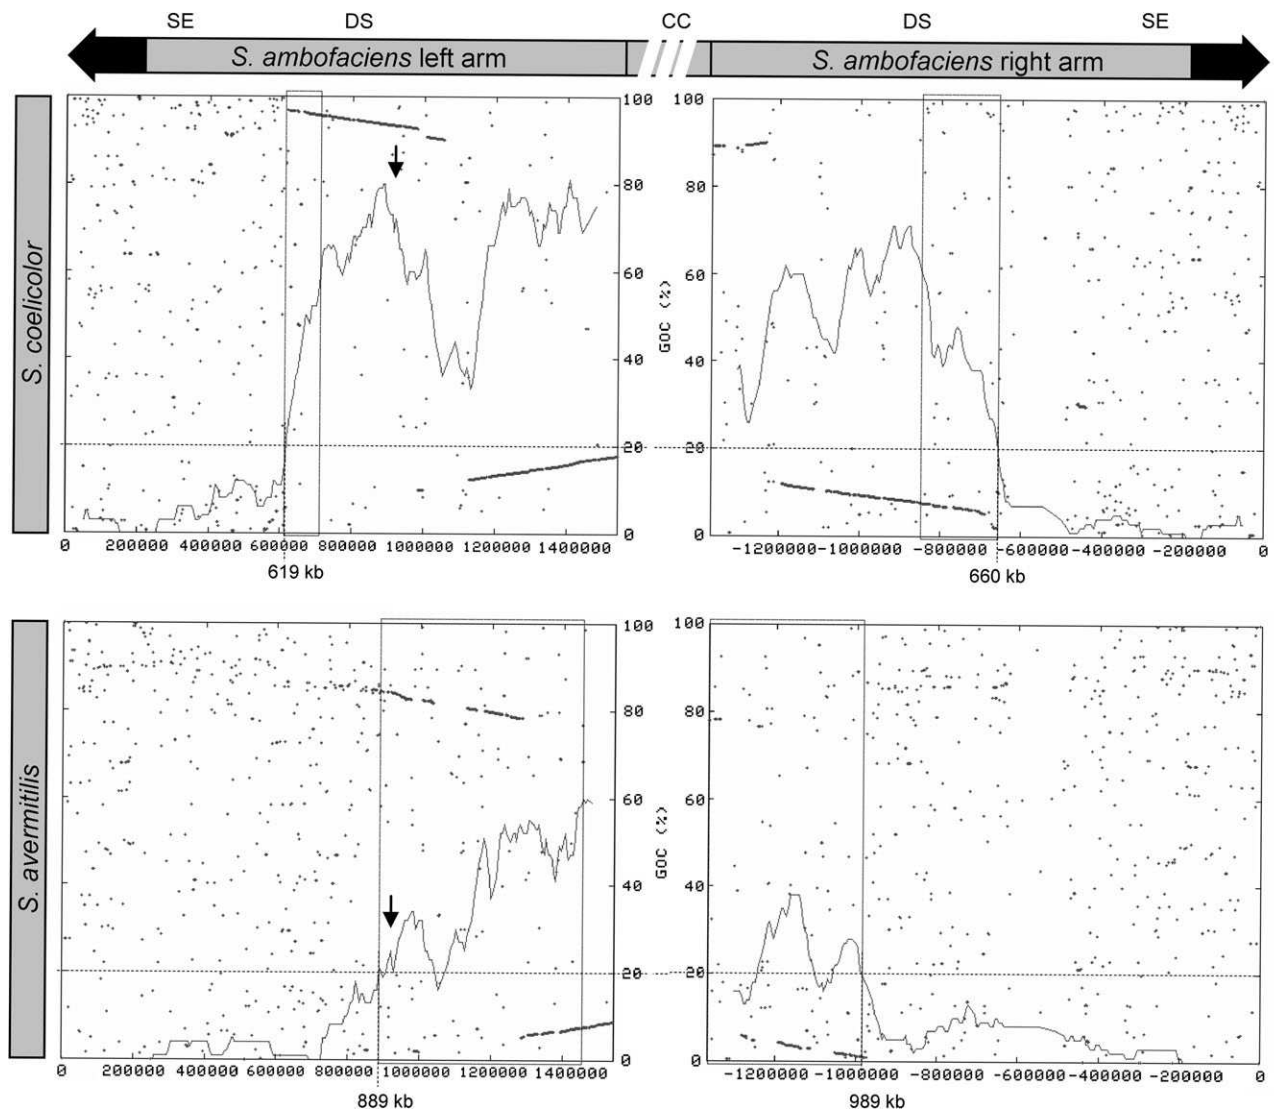 SE DS CC DS SE
S. ambofaciens left arm S. ambofaciens right arm
S. coelicolor
100 100
80 80
60 60
GOC (%)
40 40
20 20
0 0
0 200000 400000 600000 800000 1000000 1200000 1400000 -1200000 -1000000 -800000 -600000 -400000 -200000 0
619 kb 660 kb
S. avermitilis
100 100
80 80
60 60
GOC (%)
40 40
20 20
0 0
0 200000 400000 600000 800000 1000000 1200000 1400000 -1200000 -1000000 -800000 -600000 -400000 -200000 0
889 kb 989 kb